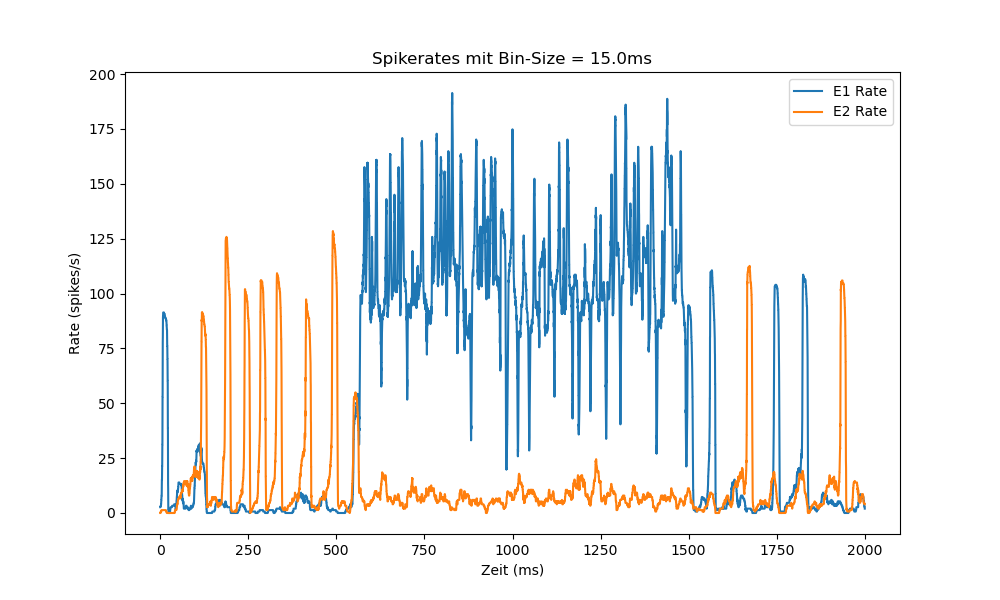 Spikerates mit Bin-Size = 15.0ms
E1 Rate
E2 Rate
200
175
150
125
100
75
50
25
0
Rate (spikes/s)
0 250 500 750 1000 1250 1500 1750 2000
Zeit (ms)